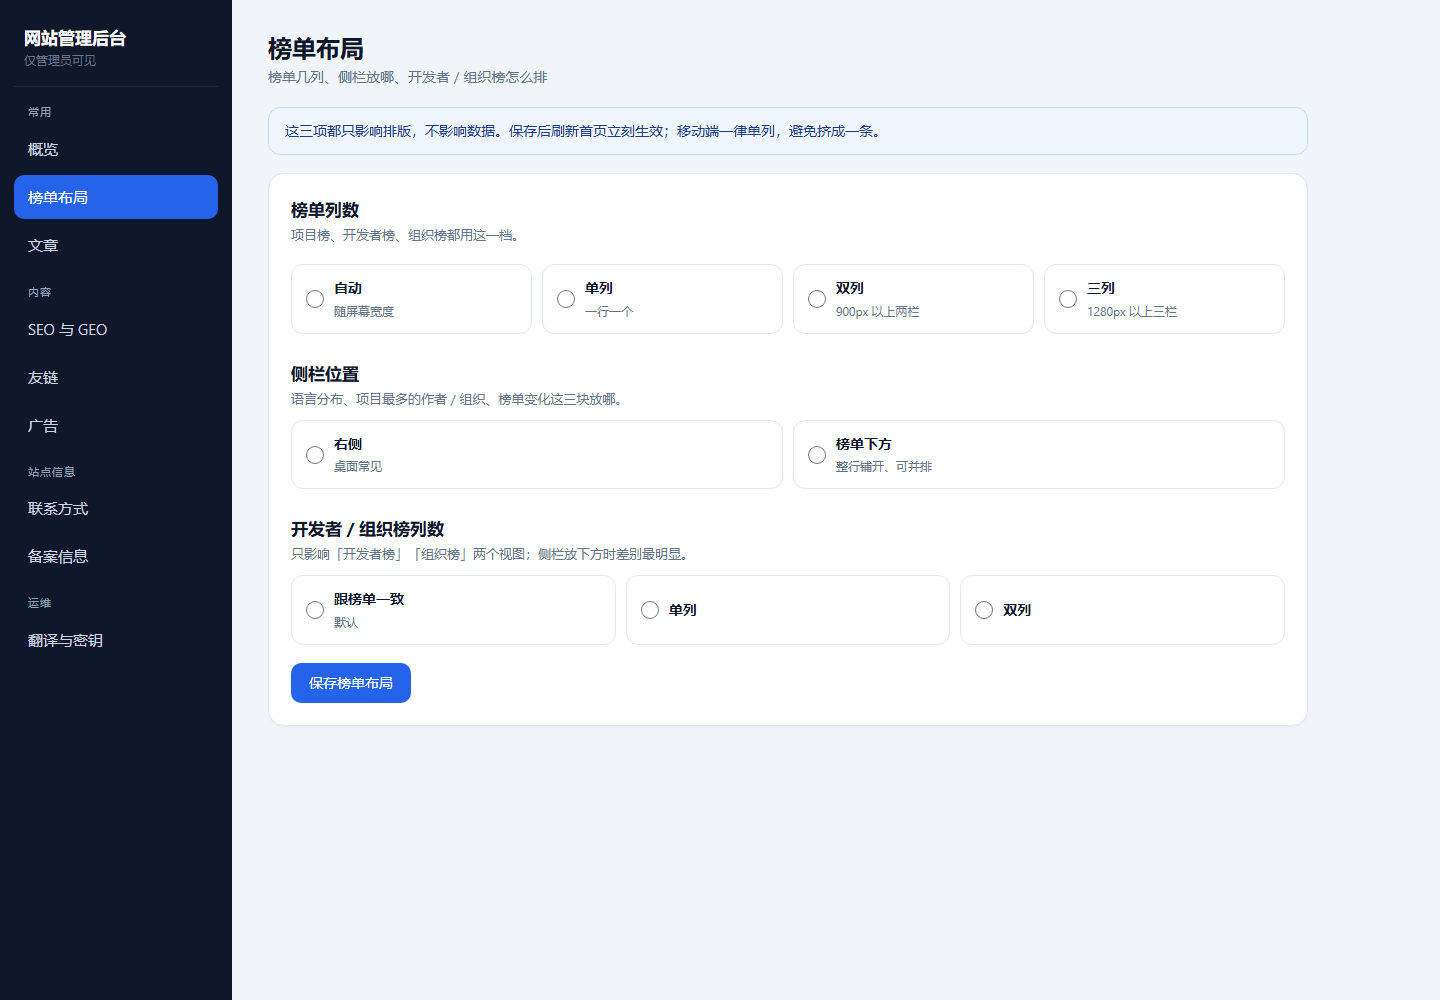 网站管理后台
仅管理员可见
常用
概览
榜单布局
文章
内容
SEO 与 GEO
友链
广告
站点信息
联系方式
备案信息
运维
翻译与密钥
榜单布局
榜单几列、侧栏放哪、开发者 / 组织榜怎么排
这三项都只影响排版，不影响数据。保存后刷新首页立刻生效；移动端一律单列，避免挤成一条。
榜单列数
项目榜、开发者榜、组织榜都用这一档。
自动
随屏幕宽度
单列
一行一个
双列
900px 以上两栏
三列
1280px 以上三栏
侧栏位置
语言分布、项目最多的作者 / 组织、榜单变化这三块放哪。
右侧
桌面常见
榜单下方
整行铺开、可并排
开发者 / 组织榜列数
只影响「开发者榜」「组织榜」两个视图；侧栏放下方时差别最明显。
跟榜单一致
默认
单列
双列
保存榜单布局